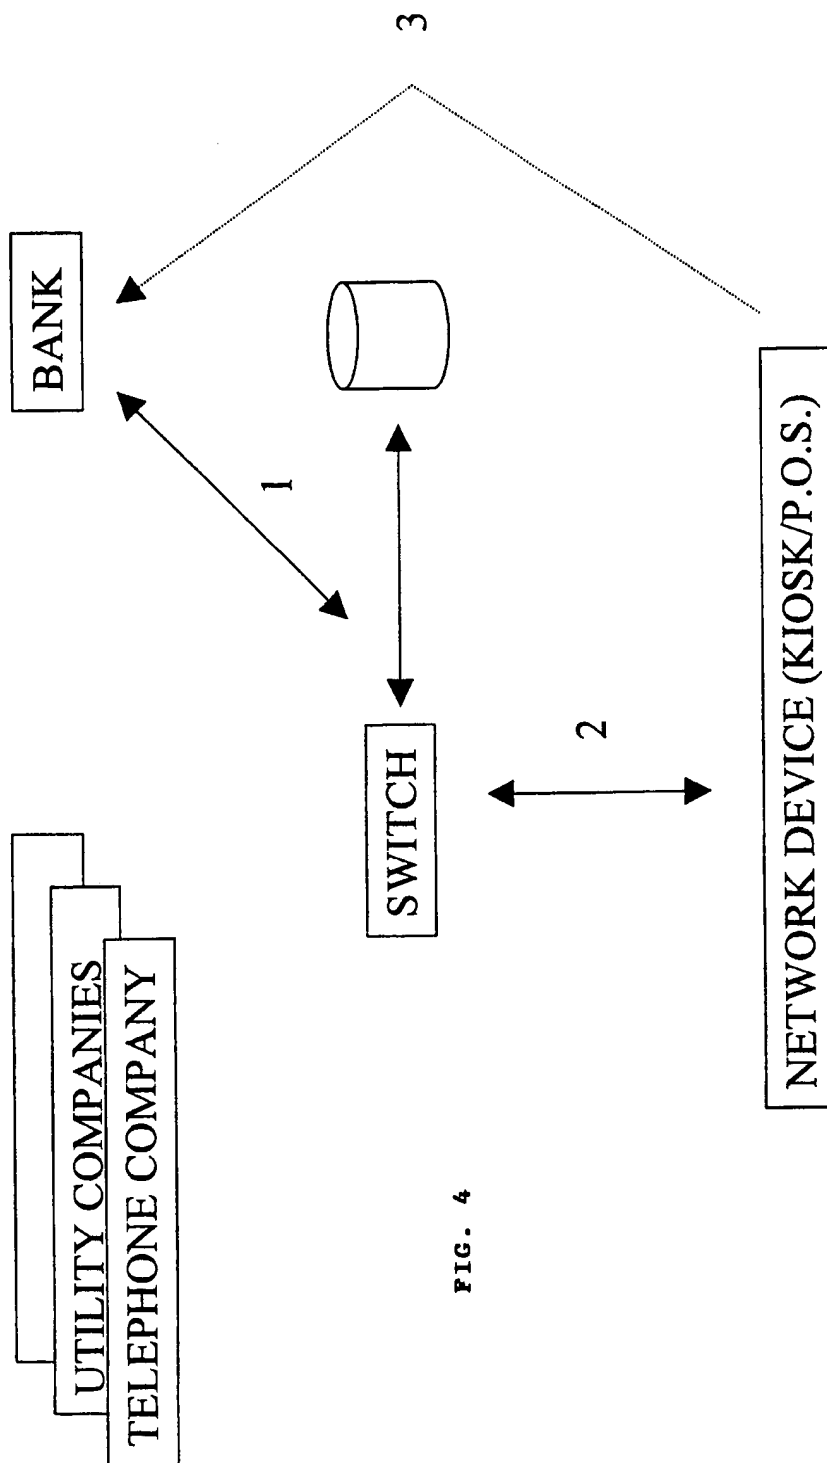 UTILITY COMPANIES
TELEPHONE COMPANY
BANK
1
3
SWITCH
2
NETWORK DEVICE (KIOSK/P.O.S.)
FIG. 4